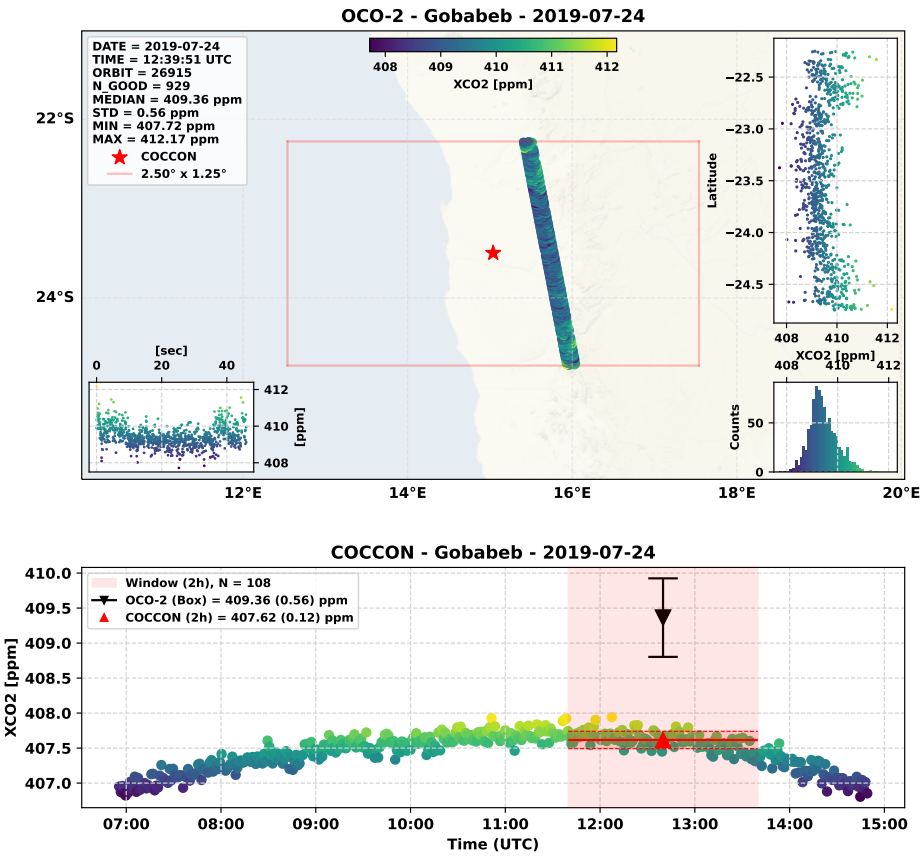 OCO-2 - Gobabeb - 2019-07-24
DATE = 2019-07-24
TIME = 12:39:51 UTC
ORBIT = 26915
N_GOOD = 929
MEDIAN = 409.36 ppm
STD = 0.56 ppm
MIN = 407.72 ppm
MAX = 412.17 ppm
COCCON
2.50° x 1.25°
408 409 410 411 412
XCO2 [ppm]
22°S
24°S
12°E 14°E 16°E 18°E 20°E
Latitude
−22.5
−23.0
−23.5
−24.0
−24.5
408 410 412
XCO2 [ppm]
408 410 412
Counts
50
0
[sec]
0 20 40
412
410
408
[ppm]
COCCON - Gobabeb - 2019-07-24
Window (2h), N = 108
OCO-2 (Box) = 409.36 (0.56) ppm
COCCON (2h) = 407.62 (0.12) ppm
XCO2 [ppm]
410.0
409.5
409.0
408.5
408.0
407.5
407.0
07:00 08:00 09:00 10:00 11:00 12:00 13:00 14:00 15:00
Time (UTC)